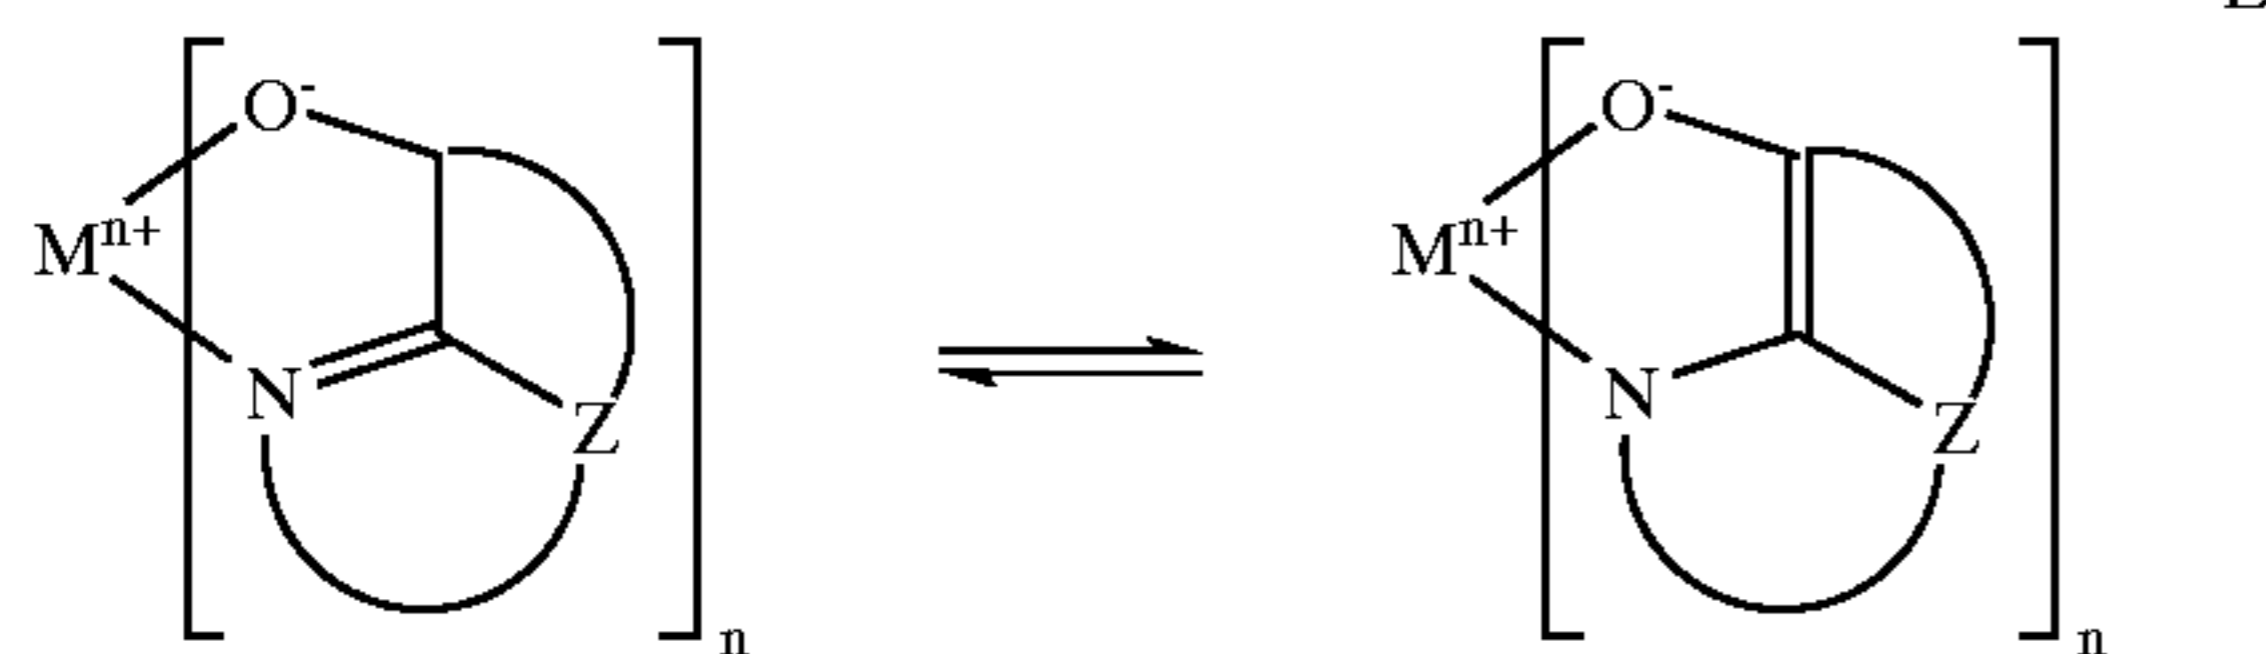 O⁻ O⁻
Mⁿ⁺ Mⁿ⁺
N Z N Z
n n